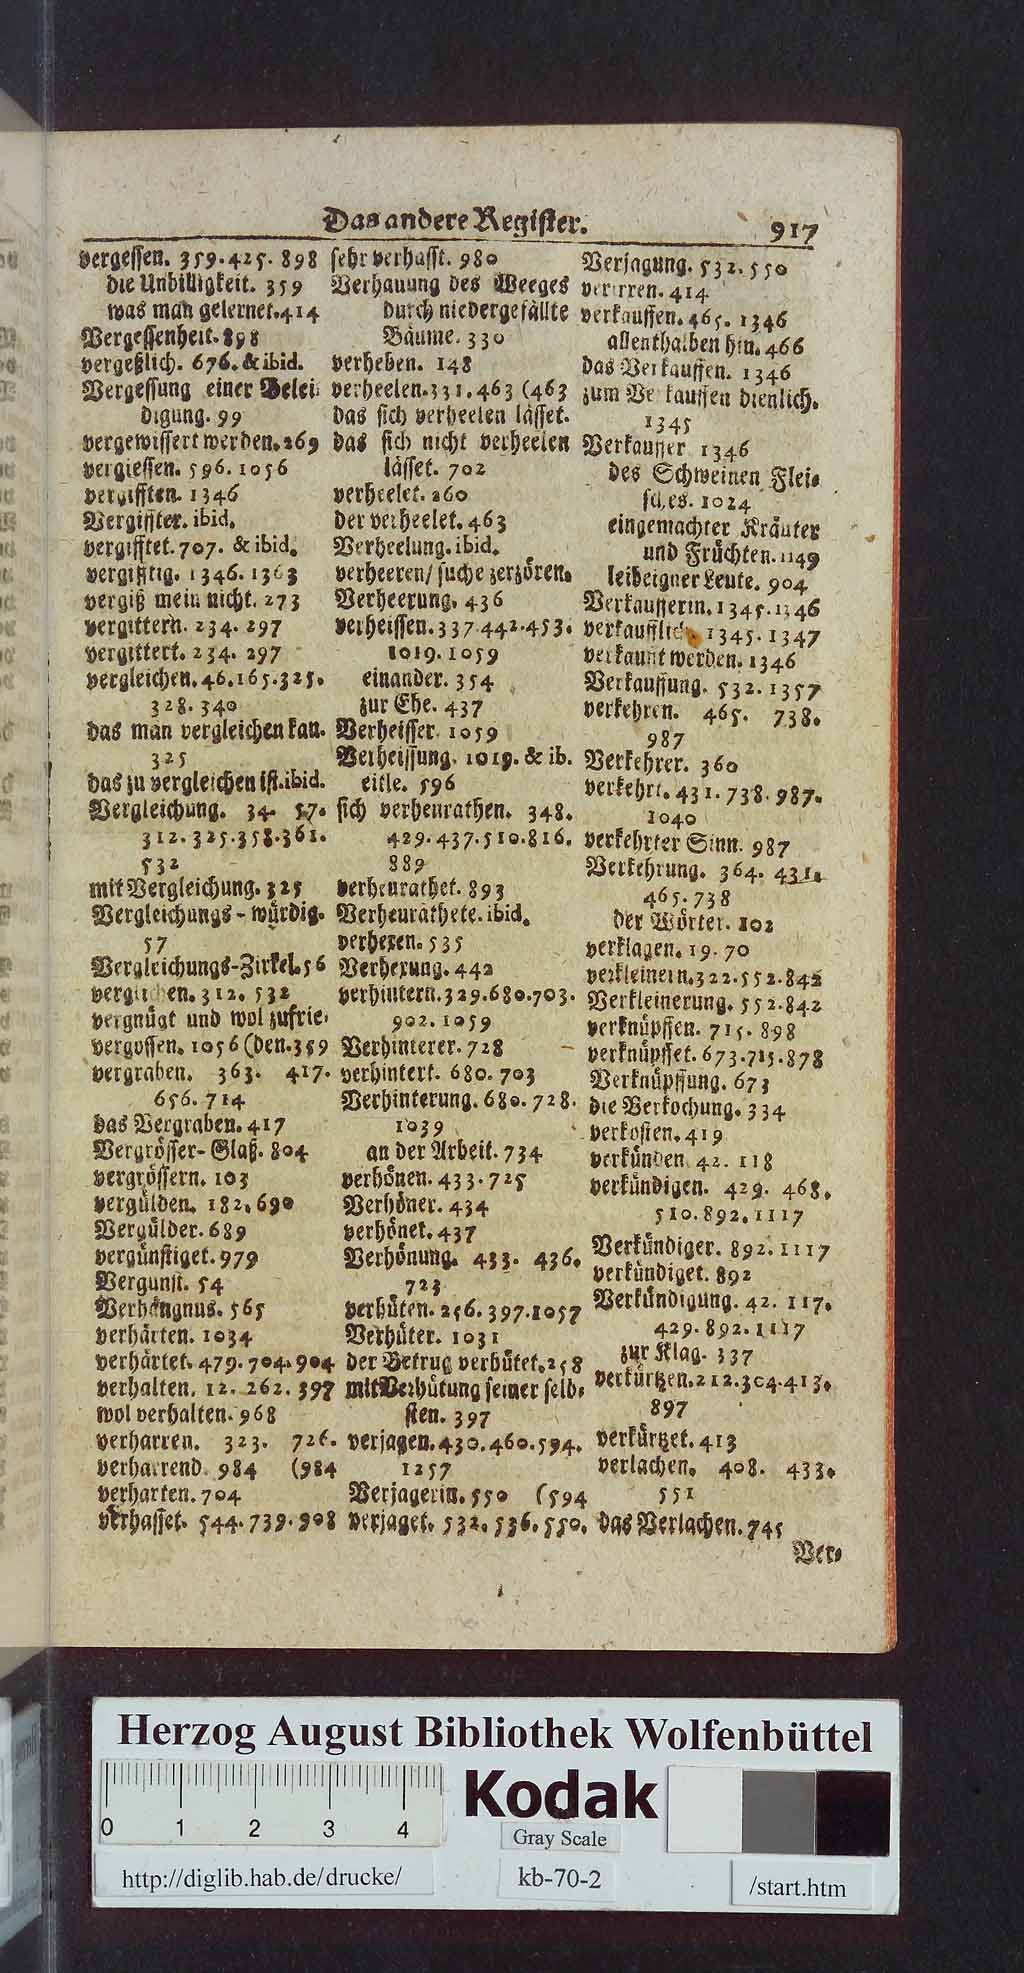 Das andere Register. 917
vergessen. 359. 425. 898
die Unbilligkeit. 359
was man gelernet. 414
Vergessenheit. 898
vergeßlich. 676. & ibid.
Vergessung einer Belei-
digung. 99
vergewissert werden. 269
vergiessen. 596. 1056
vergifften. 1346
Vergiffter. ibid.
vergifftet. 707. & ibid.
vergifftig. 1346. 1363
vergiß mein nicht. 273
vergittern. 234. 297
vergittert. 234. 297
vergleichen. 46. 165. 325.
328. 340
das man vergleichen kan.
325
das zu vergleichen ist. ibid.
Vergleichung. 34. 57.
312. 325. 358. 361.
532
mit Vergleichung. 325
Vergleichungs-würdig.
57
Vergleichungs-Zirkel. 56
verglichen. 312. 532
vergnügt und wol zufrie-
vergossen. 1056 (den. 359
vergraben. 363. 417.
656. 714
das Vergraben. 417
Vergrösser-Glaß. 804
vergrössern. 103
vergülden. 182. 690
Vergülder. 689
vergünstiget. 979
Vergunst. 54
Verhängnus. 565
verhärten. 1034
verhärtet. 479. 704. 904
verhalten. 12. 262. 397
wol verhalten. 968
verharren. 323. 726.
verharrend. 984 (984
verharten. 704
verhasset. 544. 739. 908
sehr verhasst. 980
Verhauung des Weeges
durch niedergefällte
Bäume. 330
verheben. 148
verheelen. 331. 463 (463
das sich verheelen lässet.
das sich nicht verheelen
lässet. 702
verheelet. 260
der verheelet. 463
Verheelung. ibid.
verheeren/ suche zerzören.
Verheerung. 436
verheissen. 337. 442. 453.
1019. 1059
einander. 354
zur Ehe. 437
Verheisser. 1059
Verheissung. 1019. & ib.
eitle. 596
sich verheurathen. 348.
429. 437. 510. 816.
889
verheurathet. 893
Verheurathete. ibid.
verhexen. 535
Verhexung. 442
verhintern. 329. 680. 703.
902. 1059
Verhinterer. 728
verhintert. 680. 703
Verhinterung. 680. 728.
1039
an der Arbeit. 734
verhönen. 433. 725
Verhöner. 434
verhönet. 437
Verhönung. 433. 436.
723
verhüten. 256. 397. 1057
Verhüter. 1031
der Betrug verhütet. 258
mit Verhütung seiner selb-
sten. 397
verjagen. 430. 460. 594.
1257
Verjagerin. 550 (594
verjaget. 532. 536. 550.
Verjagung. 532. 550
verirren. 414
verkauffen. 465. 1346
allenthalben hin. 466
das Verkauffen. 1346
zum Verkauffen dienlich.
1345
Verkauffer 1346
des Schweinen Flei-
sches. 1024
eingemachter Kräuter
und Früchten. 1149
leibeigner Leute. 904
Verkaufferin. 1345. 1346
verkaufflich. 1345. 1347
verkaufft werden. 1346
Verkauffung. 532. 1357
verkehren. 465. 738.
987
Verkehrer. 360
verkehrt. 431. 738. 987.
1040
verkehrter Sinn. 987
Verkehrung. 364. 431.
465. 738
der Wörter. 102
verklagen. 19. 70
verkleinern. 322. 552. 842
Verkleinerung. 552. 842
verknüpffen. 715. 898
verknüpffet. 673. 715. 878
Verknüpffung. 673
die Verkochung. 334
verkosten. 419
verkünden. 42. 118
verkündigen. 429. 468.
510. 892. 1117
Verkündiger. 892. 1117
verkündiget. 892
Verkündigung. 42. 117.
429. 892. 1117
zur Klag. 337
verkürtzen. 212. 304. 413.
897
verkürtzet. 413
verlachen. 408. 433.
551
das Verlachen. 745
Ver-
Herzog August Bibliothek Wolfenbüttel
0 1 2 3 4
Kodak
Gray Scale
http://diglib.hab.de/drucke/
kb-70-2
/start.htm